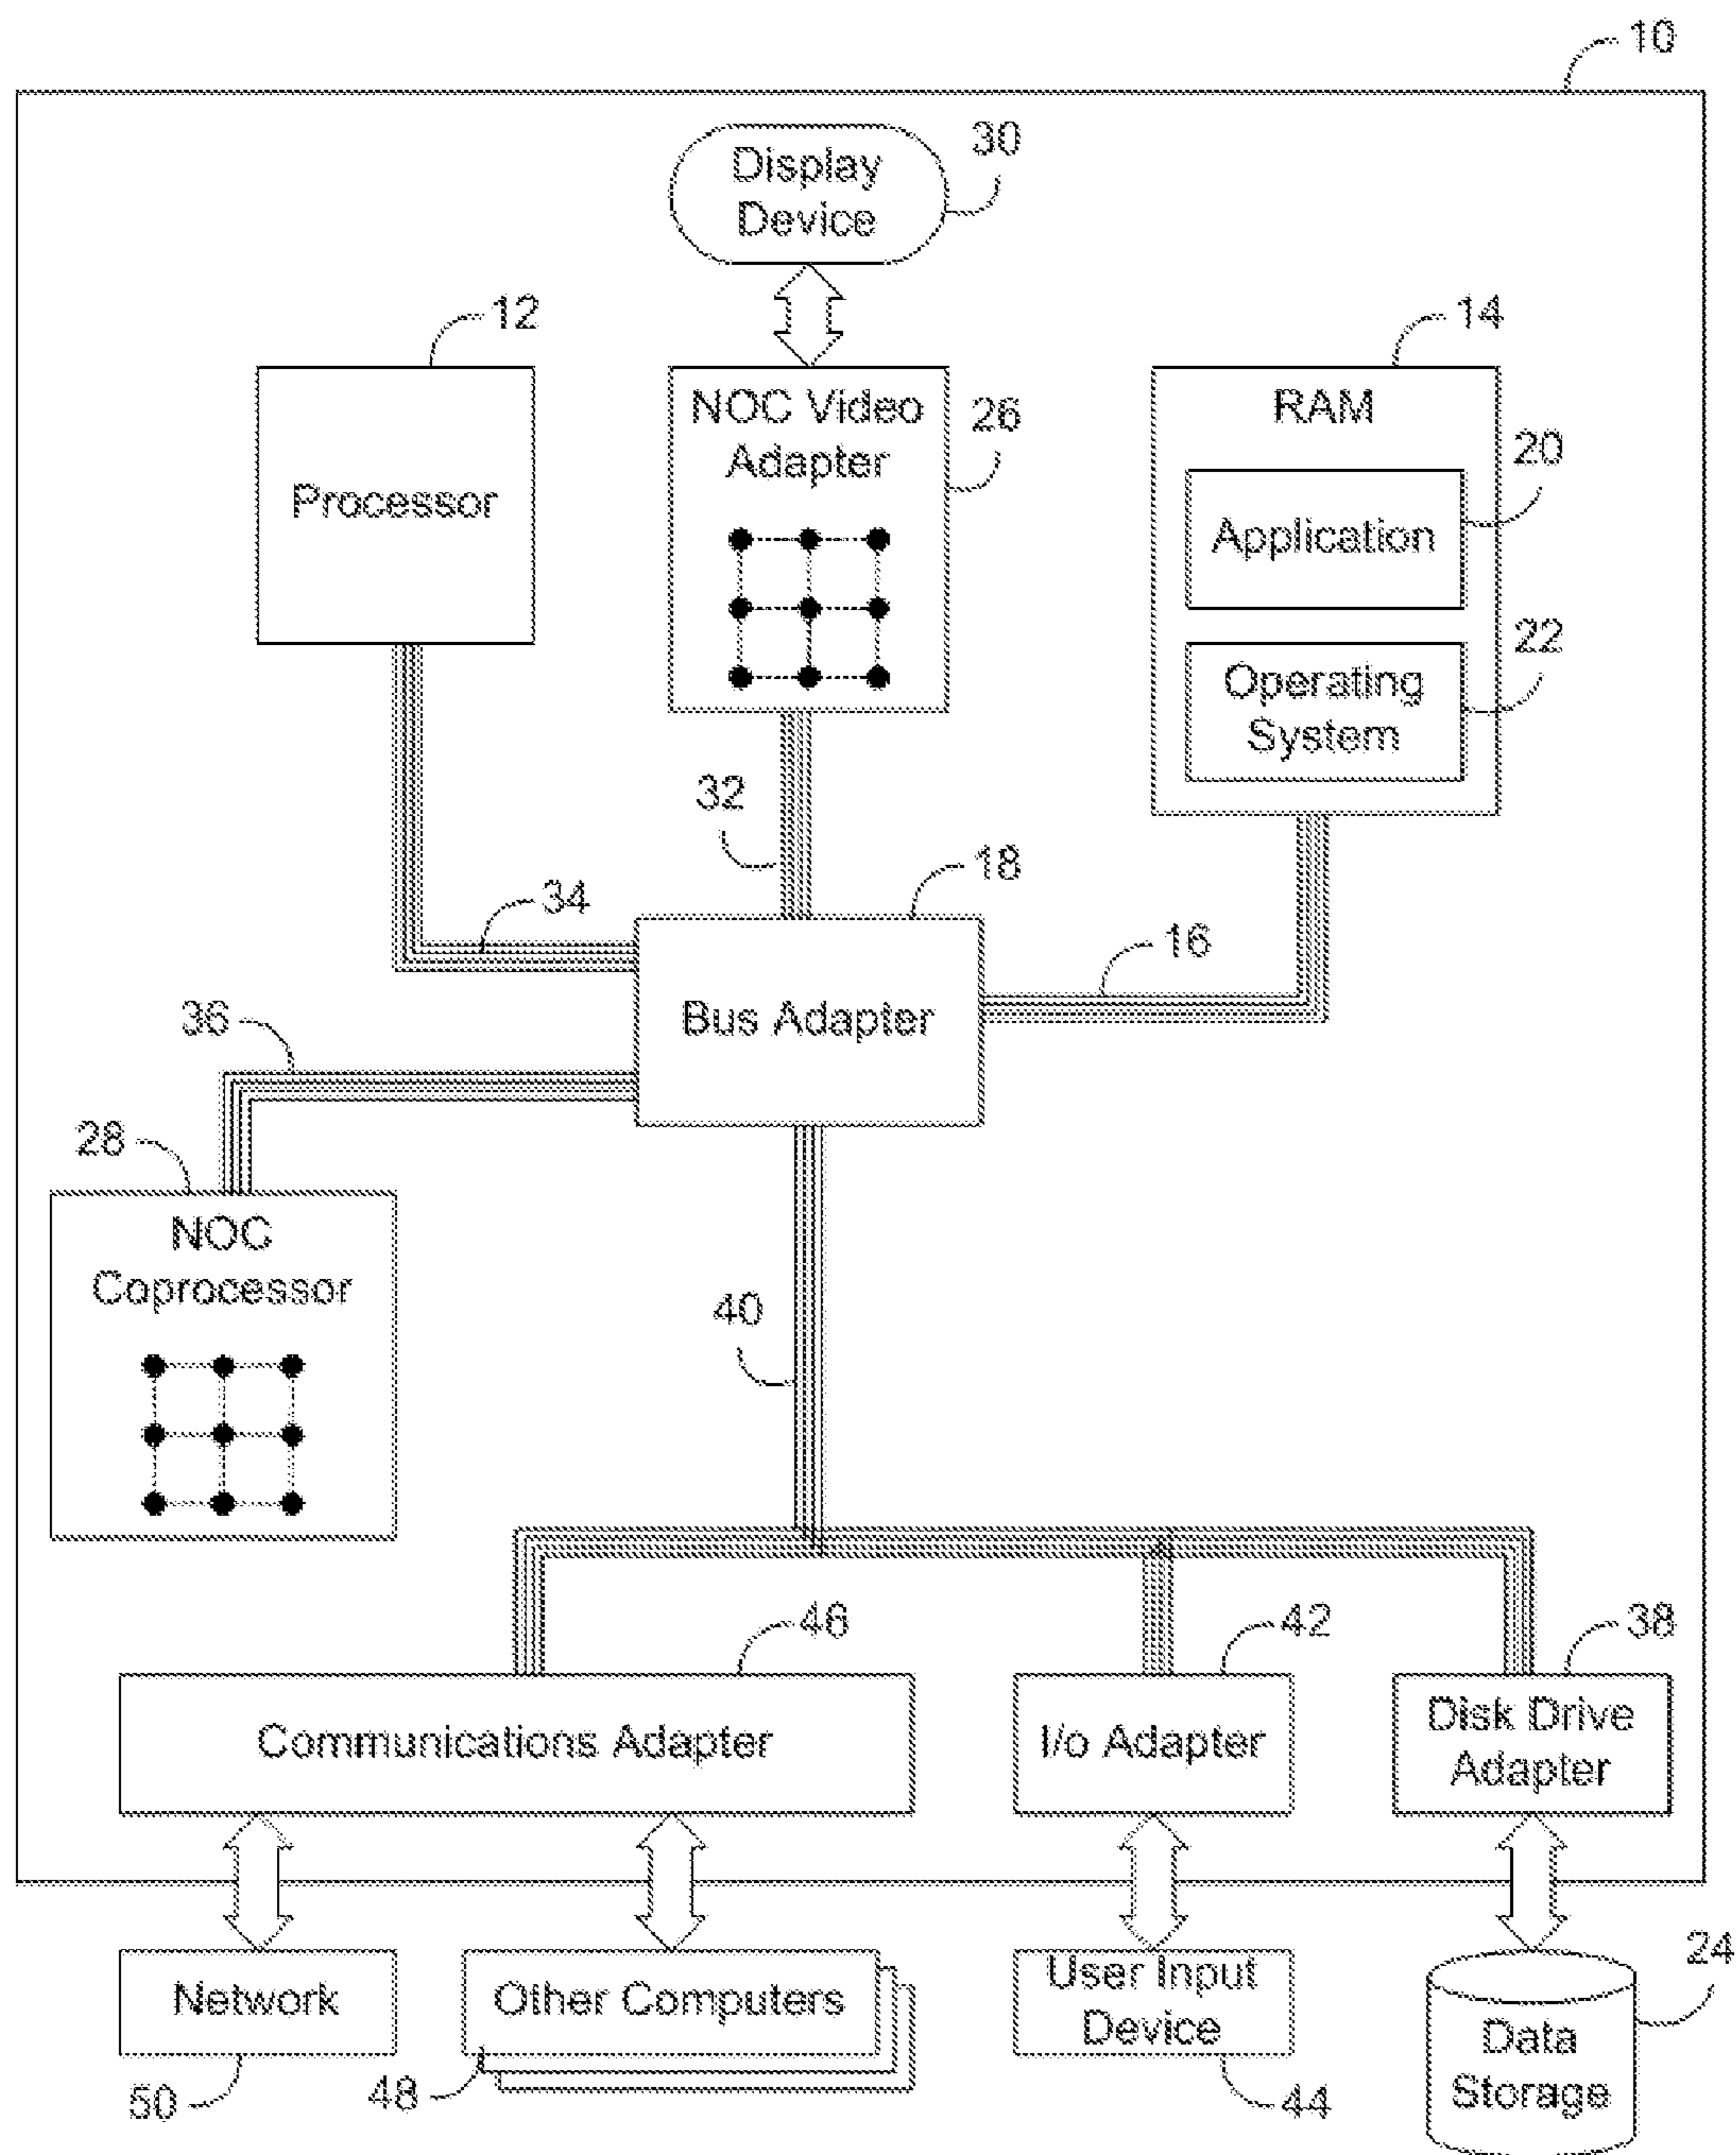 10
Display
Device
30
12
14
Processor
NOC Video
Adapter
26
RAM
20
Application
22
Operating
System
32
18
34
16
Bus Adapter
36
28
NOC
Coprocessor
40
46
42
38
Communications Adapter
I/o Adapter
Disk Drive
Adapter
Network
Other Computers
User Input
Device
24
Data
Storage
50
48
44